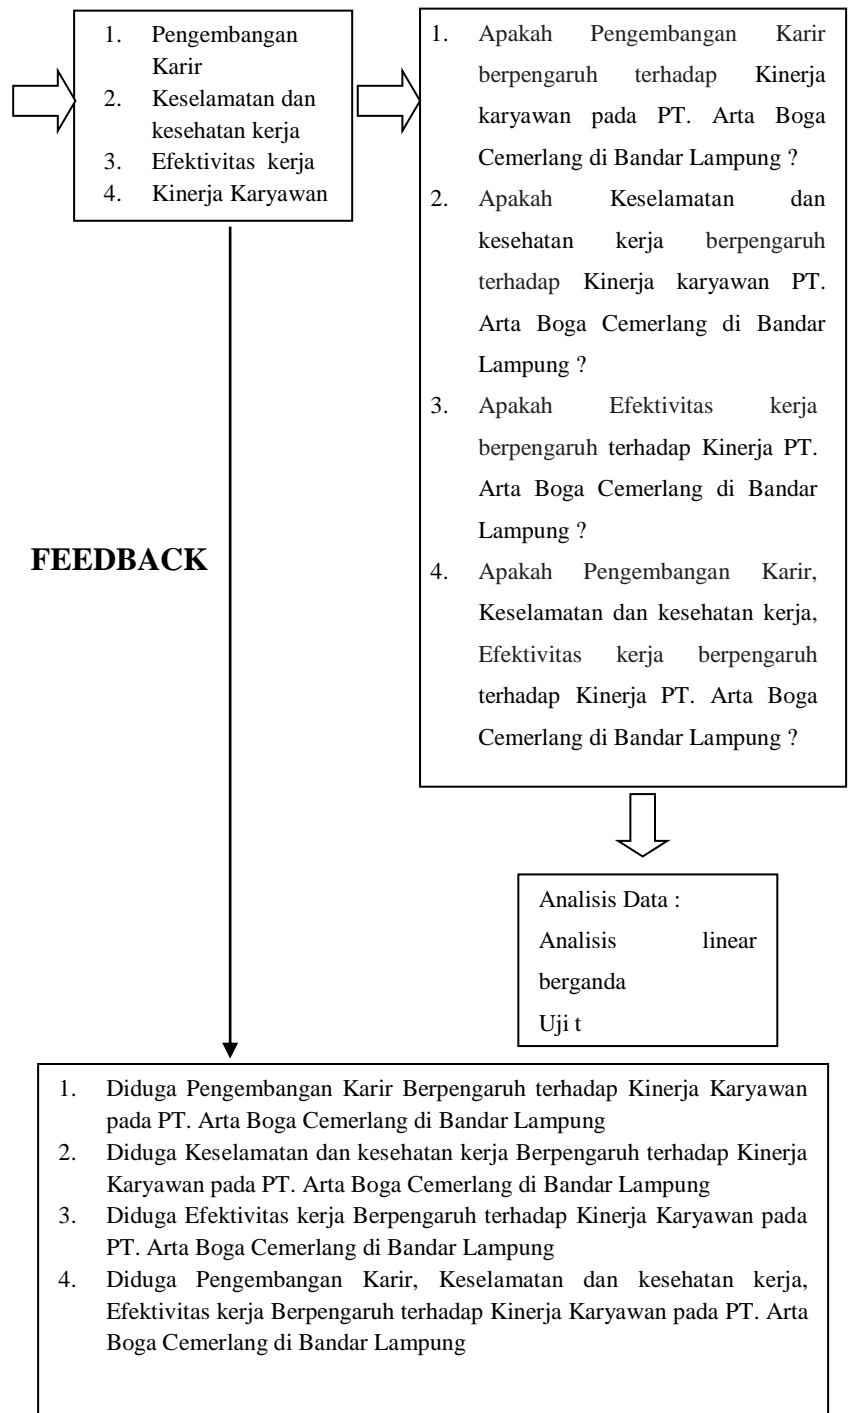 1. Pengembangan
Karir
2. Keselamatan dan
kesehatan kerja
3. Efektivitas kerja
4. Kinerja Karyawan
1. Apakah Pengembangan Karir
berpengaruh terhadap Kinerja
karyawan pada PT. Arta Boga
Cemerlang di Bandar Lampung ?
2. Apakah Keselamatan dan
kesehatan kerja berpengaruh
terhadap Kinerja karyawan PT.
Arta Boga Cemerlang di Bandar
Lampung ?
3. Apakah Efektivitas kerja
berpengaruh terhadap Kinerja PT.
Arta Boga Cemerlang di Bandar
Lampung ?
4. Apakah Pengembangan Karir,
Keselamatan dan kesehatan kerja,
Efektivitas kerja berpengaruh
terhadap Kinerja PT. Arta Boga
Cemerlang di Bandar Lampung ?
FEEDBACK
Analisis Data :
Analisis linear
berganda
Uji t
1. Diduga Pengembangan Karir Berpengaruh terhadap Kinerja Karyawan
pada PT. Arta Boga Cemerlang di Bandar Lampung
2. Diduga Keselamatan dan kesehatan kerja Berpengaruh terhadap Kinerja
Karyawan pada PT. Arta Boga Cemerlang di Bandar Lampung
3. Diduga Efektivitas kerja Berpengaruh terhadap Kinerja Karyawan pada
PT. Arta Boga Cemerlang di Bandar Lampung
4. Diduga Pengembangan Karir, Keselamatan dan kesehatan kerja,
Efektivitas kerja Berpengaruh terhadap Kinerja Karyawan pada PT. Arta
Boga Cemerlang di Bandar Lampung